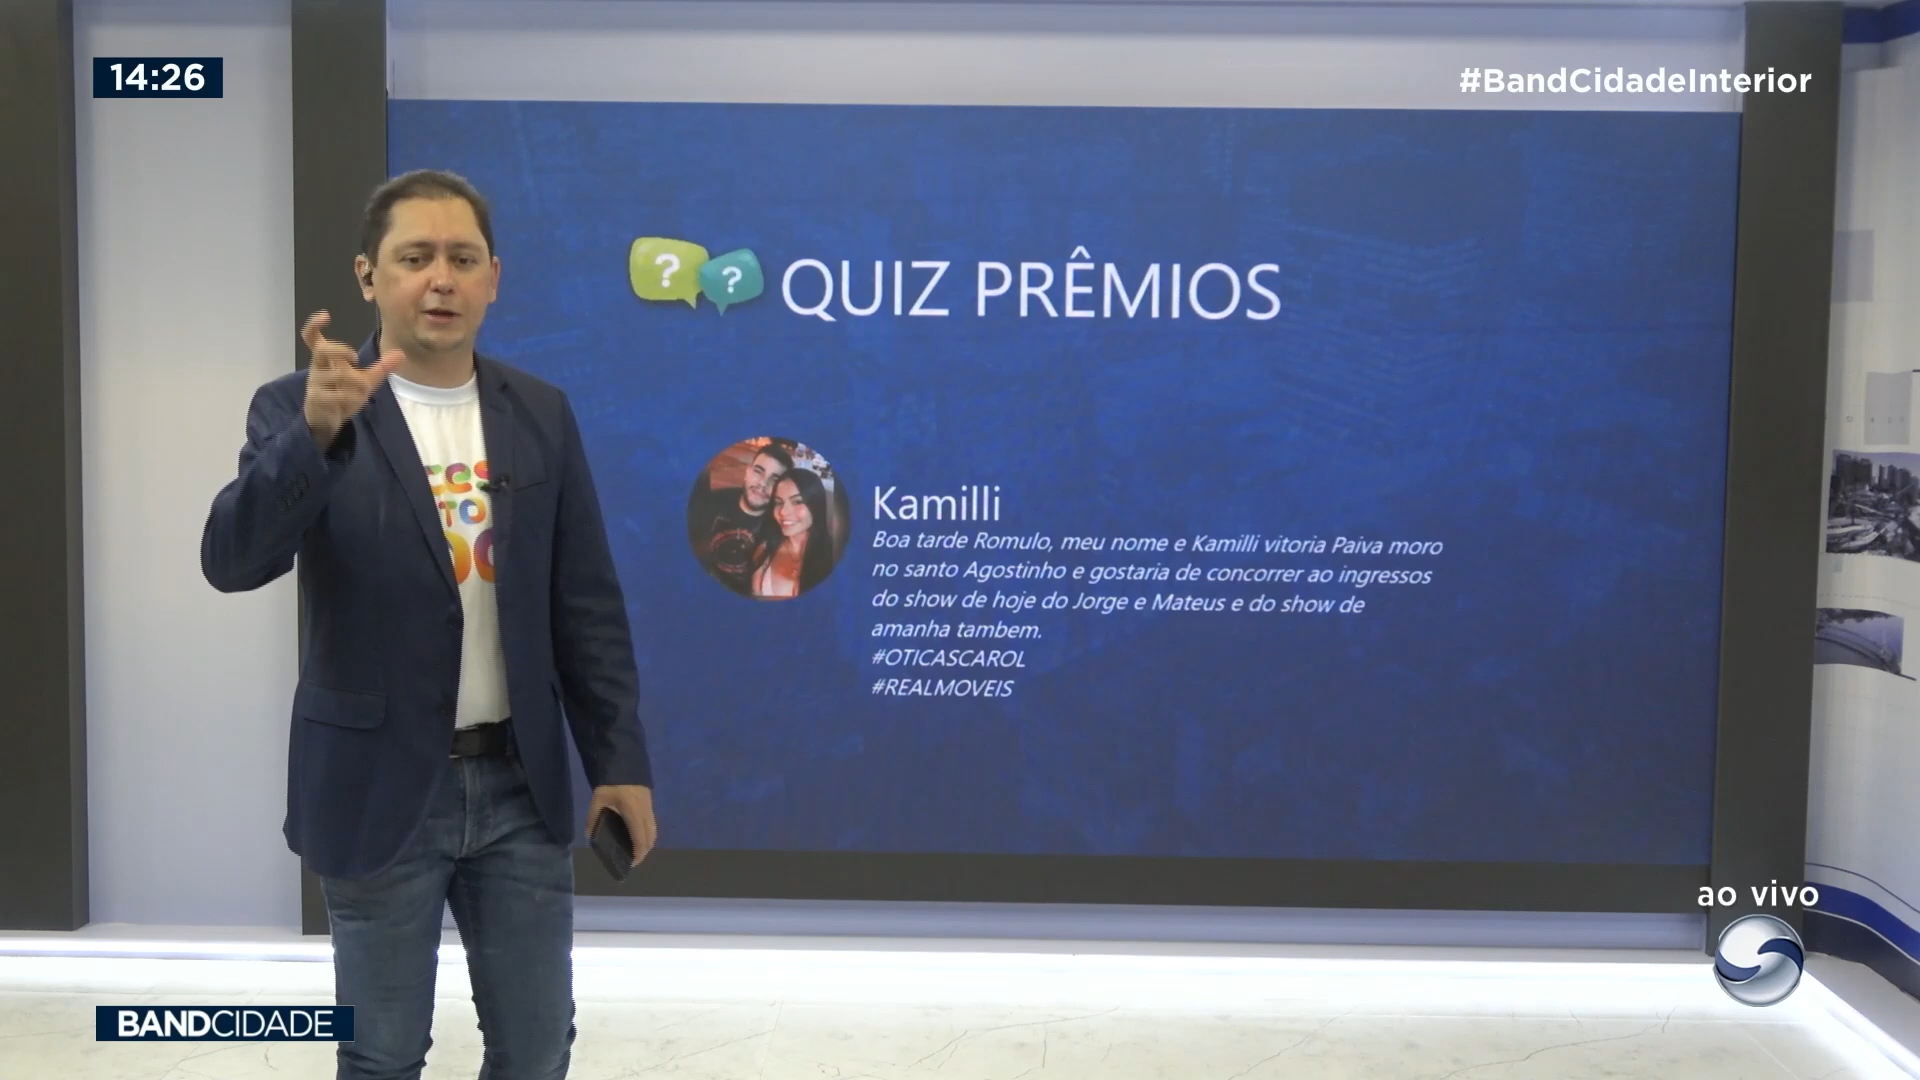 14:26
#BandCidadeInterior
? ? QUIZ PRÊMIOS
Kamilli
Boa tarde Romulo, meu nome e Kamilli vitoria Paiva moro
no santo Agostinho e gostaria de concorrer ao ingressos
do show de hoje do Jorge e Mateus e do show de
amanha tambem.
#OTICASCAROL
#REALMOVEIS
ao vivo
BANDCIDADE